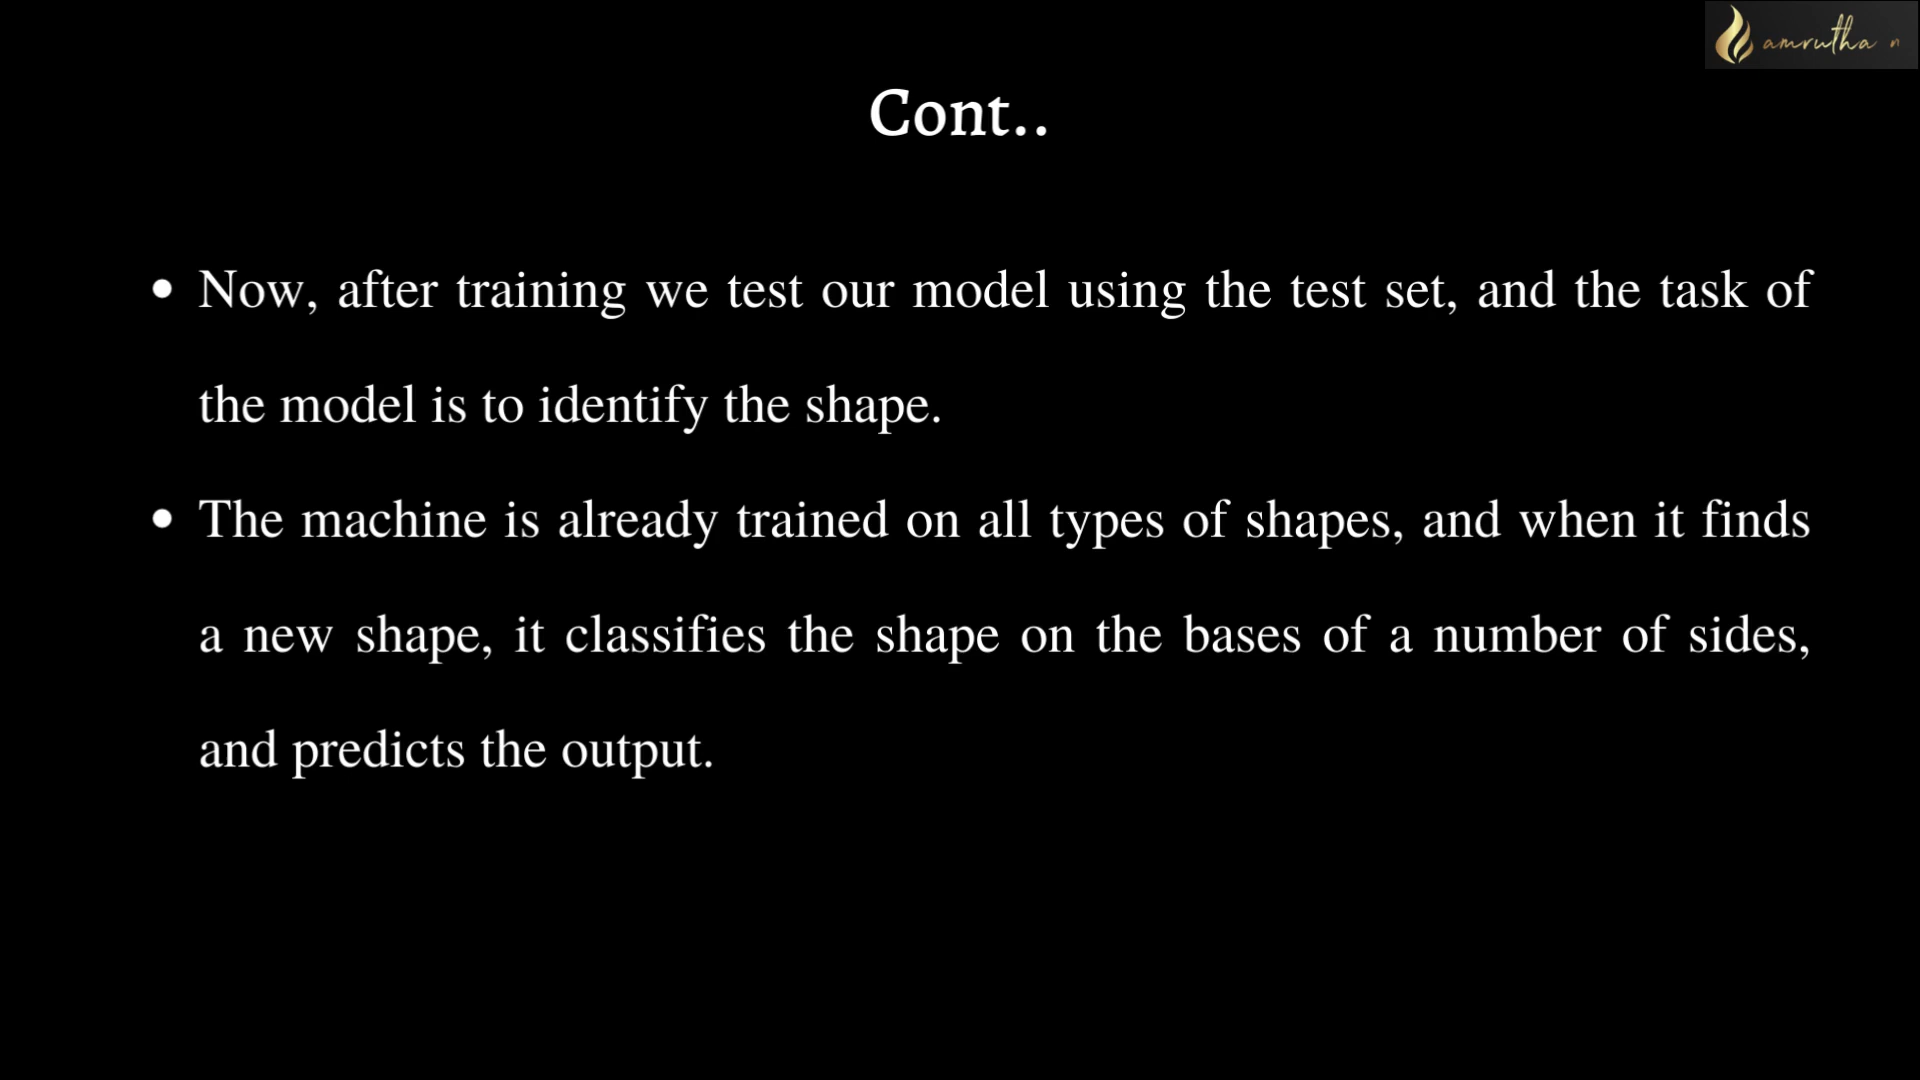 amrutha n
Cont..
• Now, after training we test our model using the test set, and the task of
the model is to identify the shape.
• The machine is already trained on all types of shapes, and when it finds
a new shape, it classifies the shape on the bases of a number of sides,
and predicts the output.